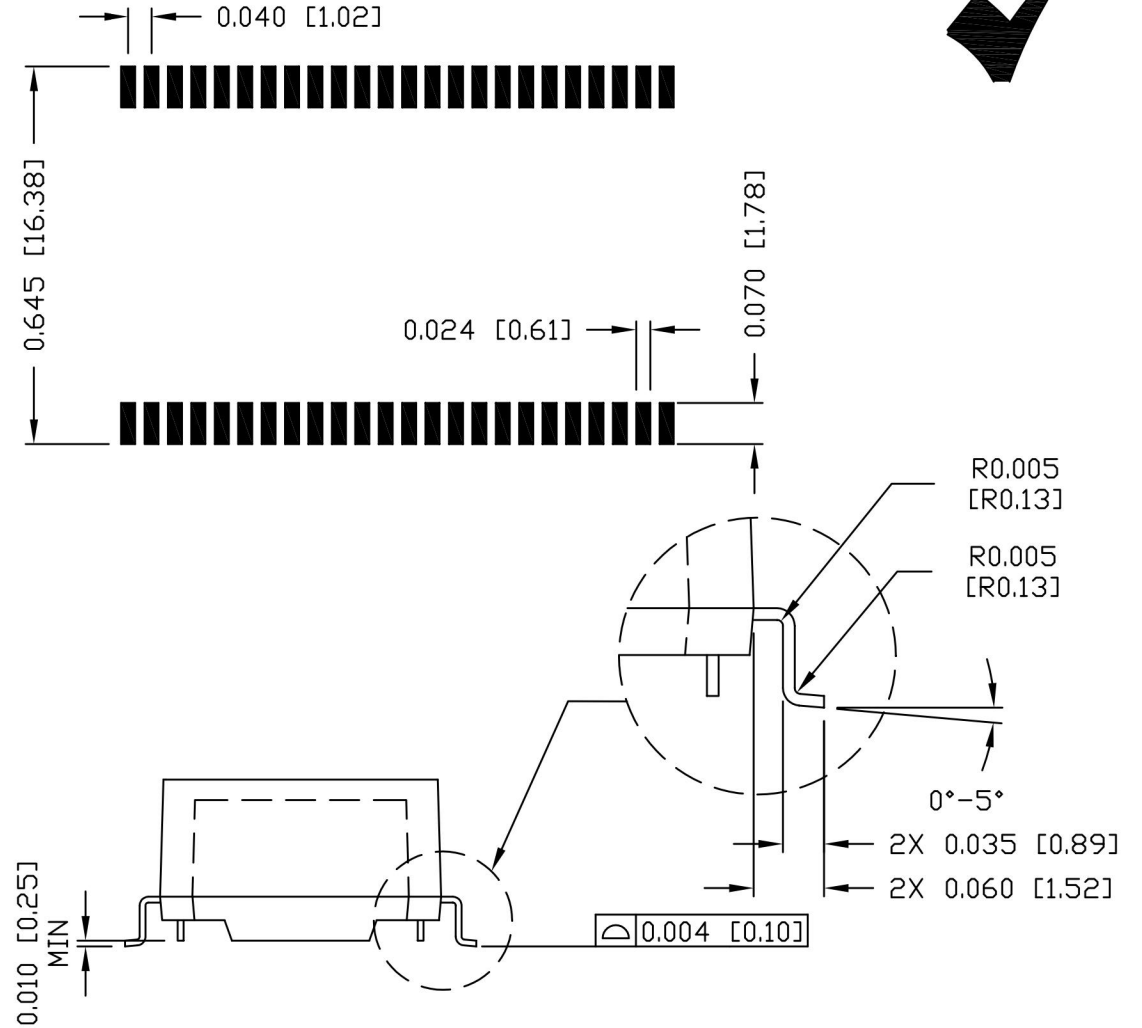 0.040 [1.02]
0.645 [16.38]
0.070 [1.78]
0.024 [0.61]
R0.005
[R0.13]
R0.005
[R0.13]
0°-5°
2X 0.035 [0.89]
2X 0.060 [1.52]
0.010 [0.25]
MIN
⌓ 0.004 [0.10]